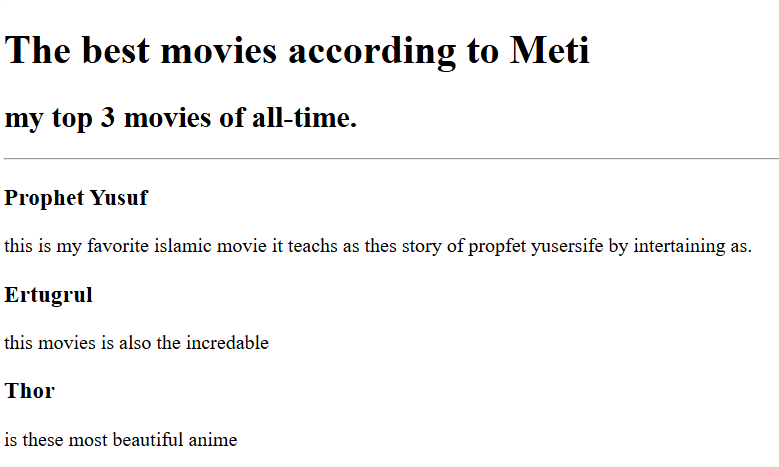 The best movies according to Meti
my top 3 movies of all-time.
Prophet Yusuf
this is my favorite islamic movie it teachs as thes story of propfet yusersife by intertaining as.
Ertugrul
this movies is also the incredable
Thor
is these most beautiful anime